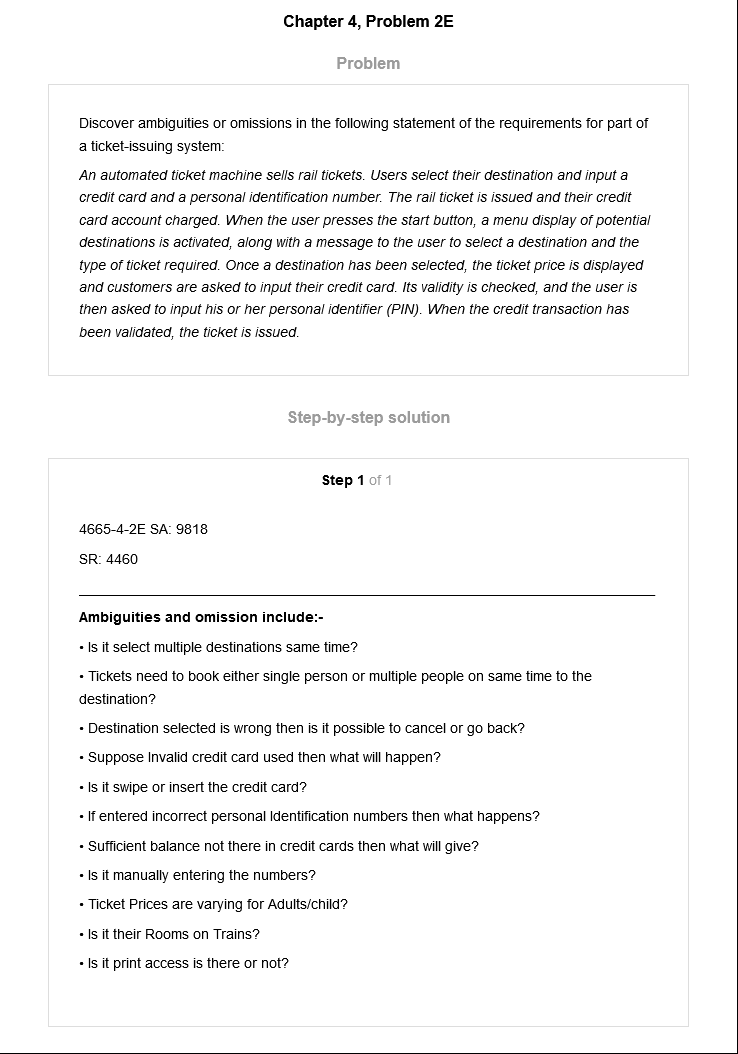 Chapter 4, Problem 2E
Problem
Discover ambiguities or omissions in the following statement of the requirements for part of
a ticket-issuing system:
An automated ticket machine sells rail tickets. Users select their destination and input a
credit card and a personal identification number. The rail ticket is issued and their credit
card account charged. When the user presses the start button, a menu display of potential
destinations is activated, along with a message to the user to select a destination and the
type of ticket required. Once a destination has been selected, the ticket price is displayed
and customers are asked to input their credit card. Its validity is checked, and the user is
then asked to input his or her personal identifier (PIN). When the credit transaction has
been validated, the ticket is issued.
Step-by-step solution
Step 1 of 1
4665-4-2E SA: 9818
SR: 4460
Ambiguities and omission include:-
• Is it select multiple destinations same time?
• Tickets need to book either single person or multiple people on same time to the
destination?
• Destination selected is wrong then is it possible to cancel or go back?
• Suppose Invalid credit card used then what will happen?
• Is it swipe or insert the credit card?
• If entered incorrect personal Identification numbers then what happens?
• Sufficient balance not there in credit cards then what will give?
• Is it manually entering the numbers?
• Ticket Prices are varying for Adults/child?
• Is it their Rooms on Trains?
• Is it print access is there or not?